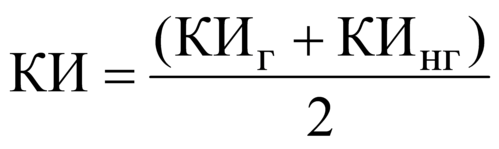 КИ = (КИг + КИнг) / 2